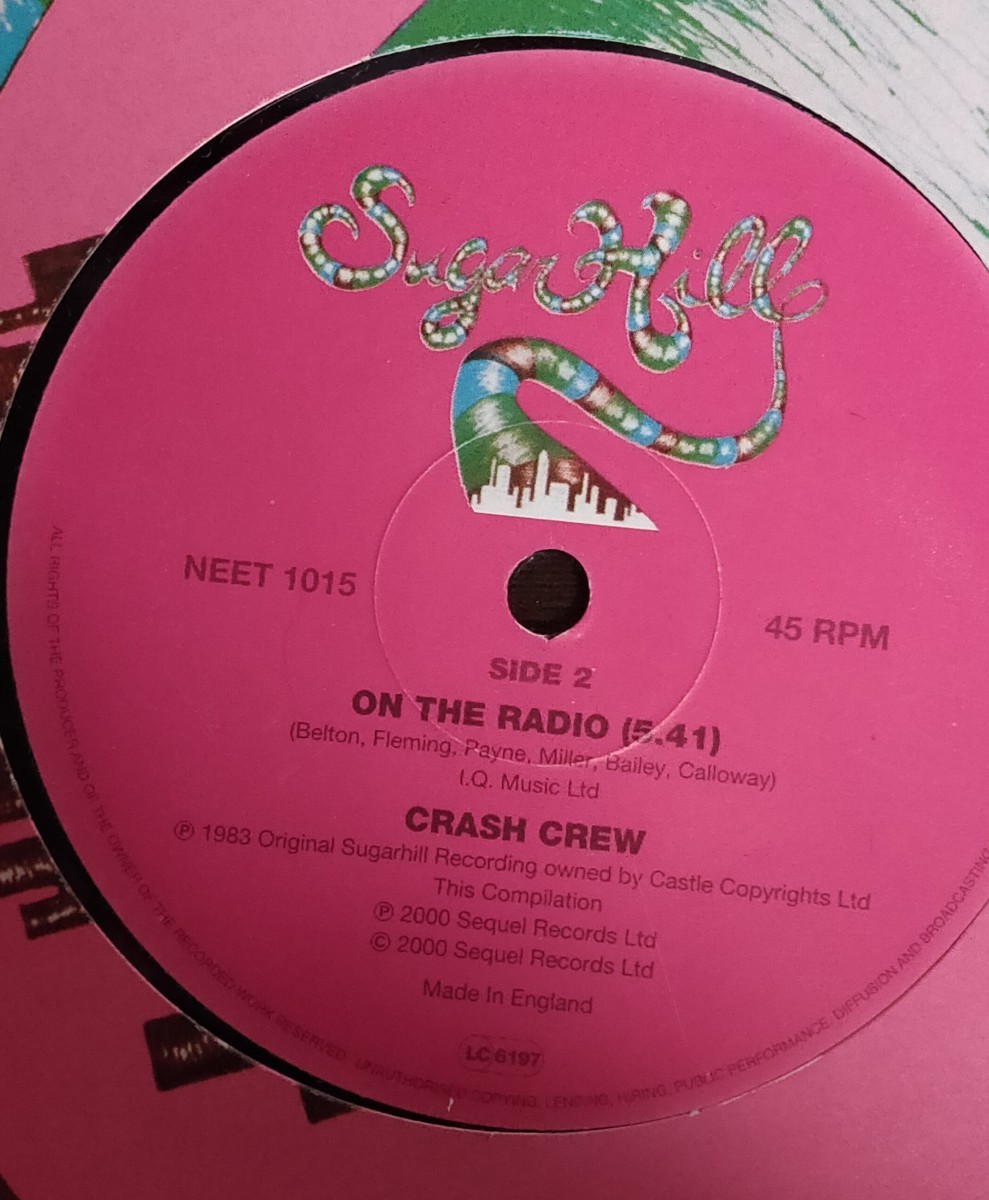 Sugar Hill
NEET 1015
45 RPM
SIDE 2
ON THE RADIO (5.41)
(Belton, Fleming, Payne, Miller, Bailey, Calloway)
I.Q. Music Ltd
CRASH CREW
℗ 1983 Original Sugarhill Recording owned by Castle Copyrights Ltd
This Compilation
℗ 2000 Sequel Records Ltd
© 2000 Sequel Records Ltd
Made In England
LC 6197
ALL RIGHTS OF THE PRODUCER AND OF THE OWNER OF THE RECORDED WORK RESERVED. UNAUTHORISED COPYING, LENDING, HIRING, PUBLIC PERFORMANCE, DIFFUSION AND BROADCASTING